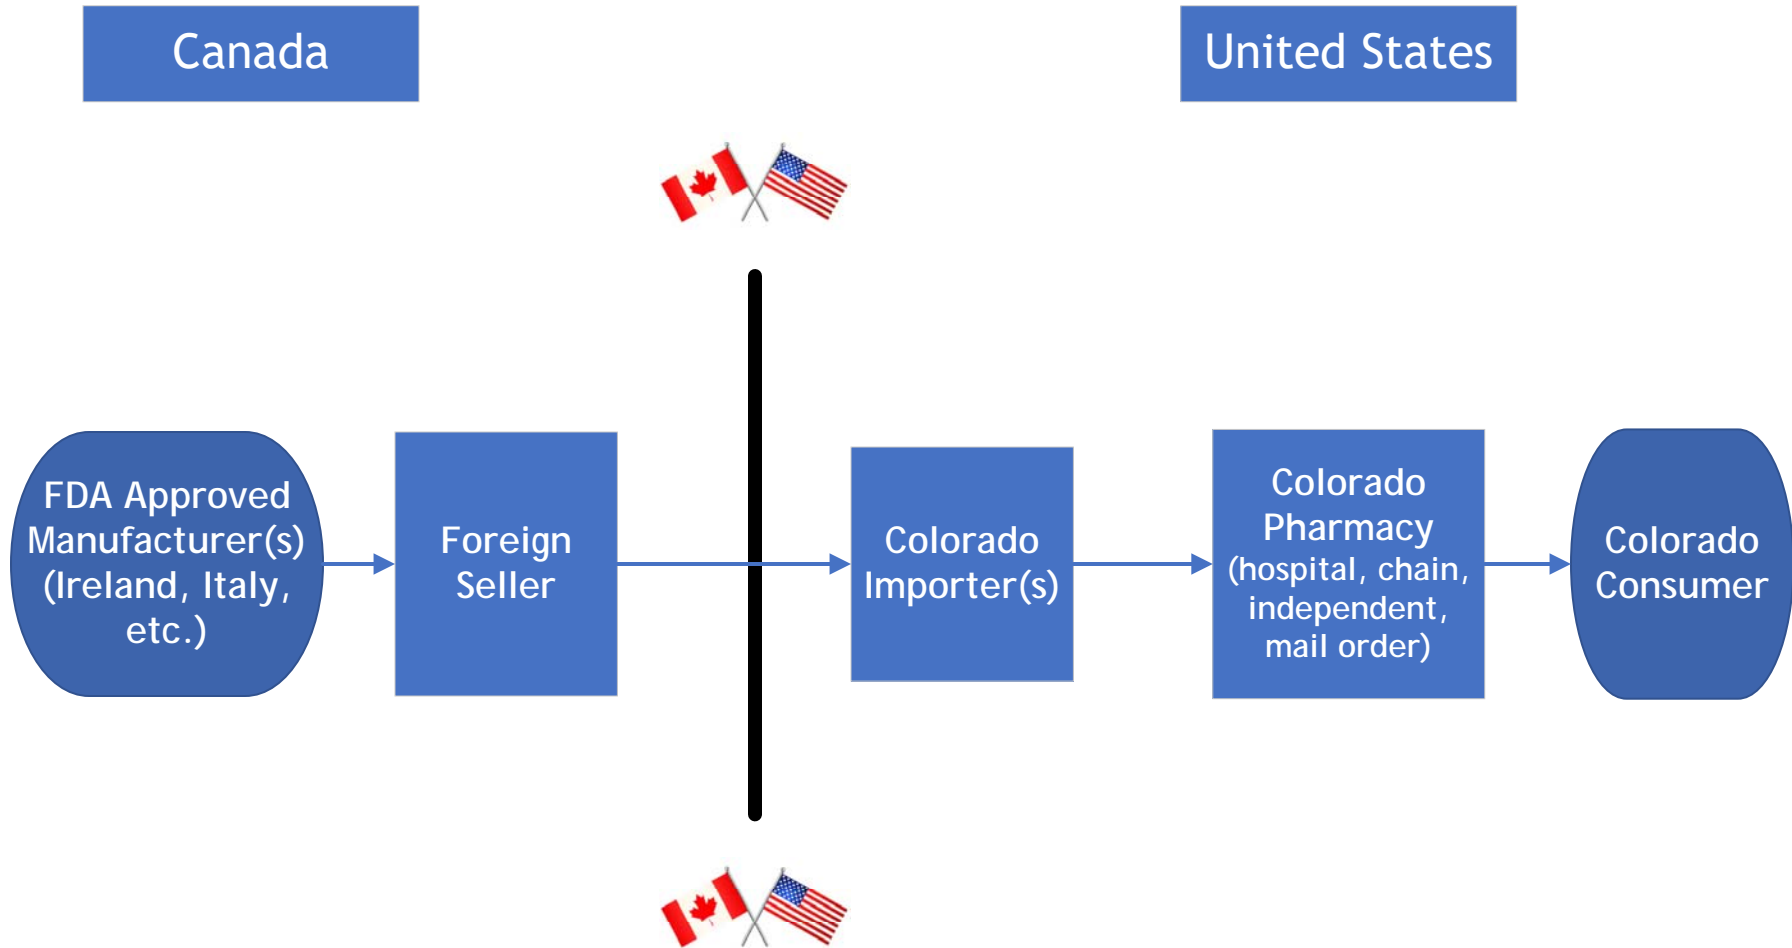 Canada
United States
FDA Approved
Manufacturer(s)
(Ireland, Italy,
etc.)
Foreign
Seller
Colorado
Importer(s)
Colorado
Pharmacy
(hospital, chain,
independent,
mail order)
Colorado
Consumer